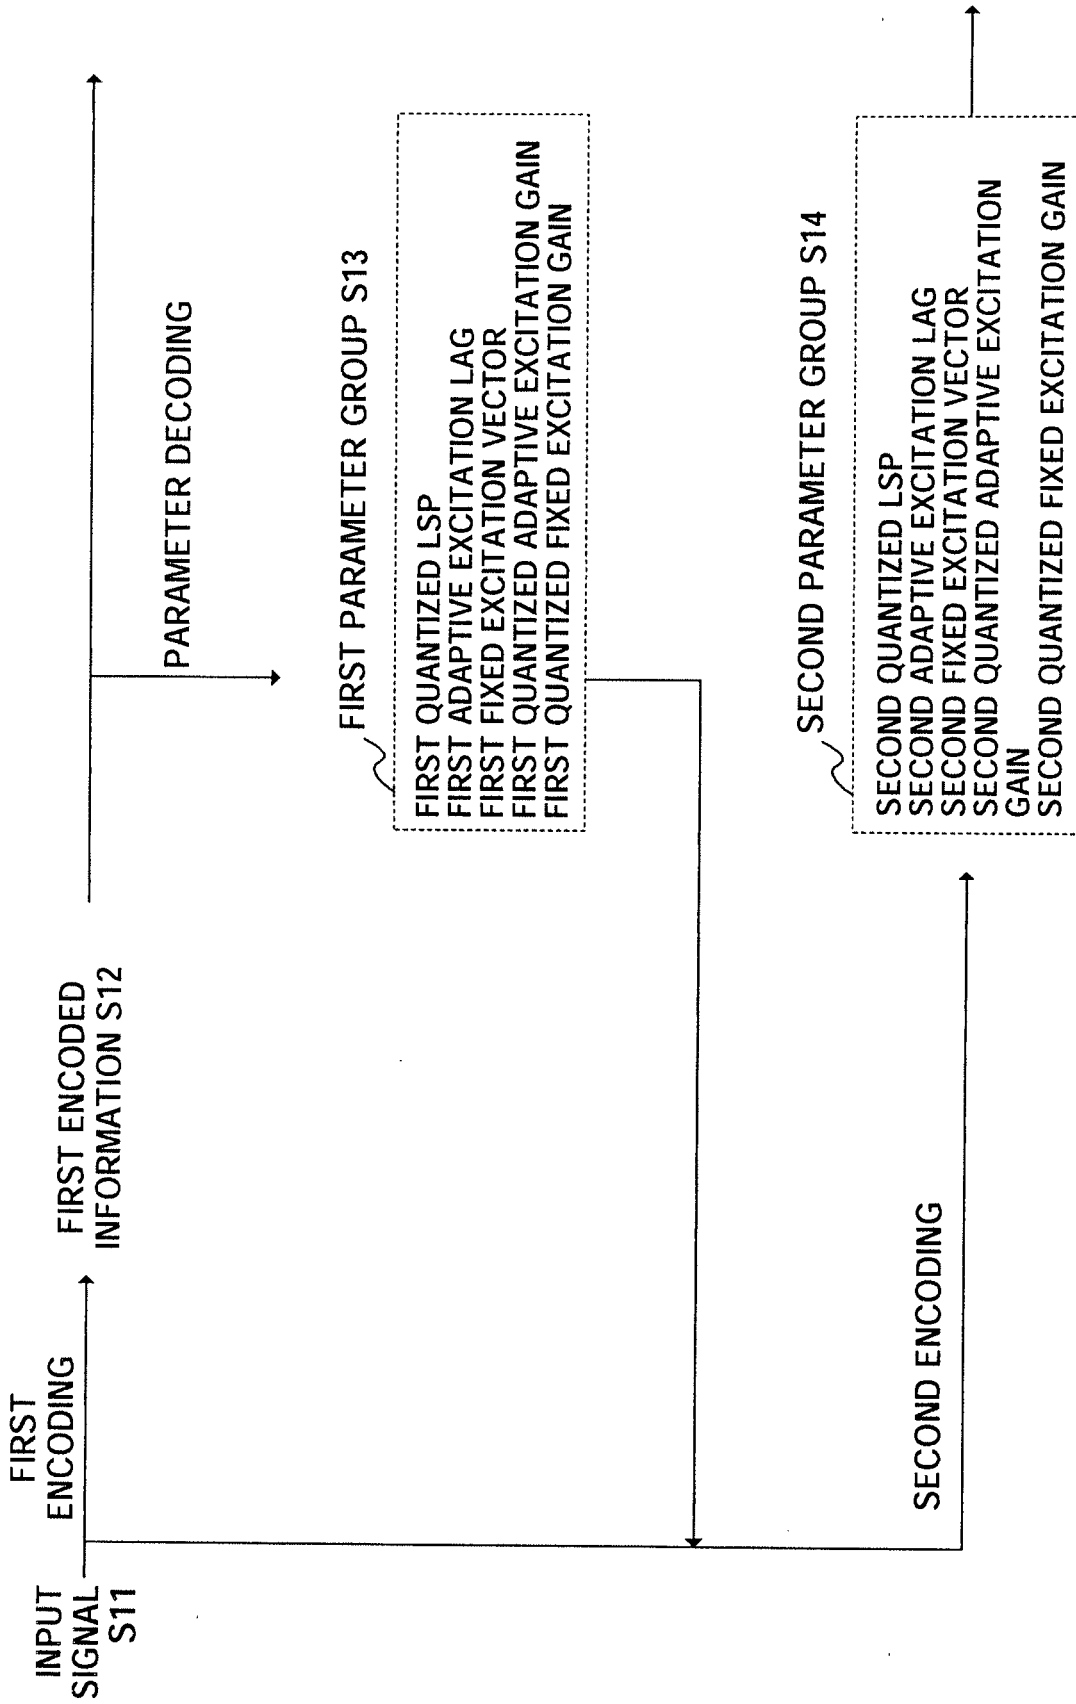 INPUT
SIGNAL
S11
FIRST
ENCODING
FIRST ENCODED
INFORMATION S12
PARAMETER DECODING
FIRST PARAMETER GROUP S13
FIRST QUANTIZED LSP
FIRST ADAPTIVE EXCITATION LAG
FIRST FIXED EXCITATION VECTOR
FIRST QUANTIZED ADAPTIVE EXCITATION GAIN
FIRST QUANTIZED FIXED EXCITATION GAIN
SECOND ENCODING
SECOND PARAMETER GROUP S14
SECOND QUANTIZED LSP
SECOND ADAPTIVE EXCITATION LAG
SECOND FIXED EXCITATION VECTOR
SECOND QUANTIZED ADAPTIVE EXCITATION
GAIN
SECOND QUANTIZED FIXED EXCITATION GAIN